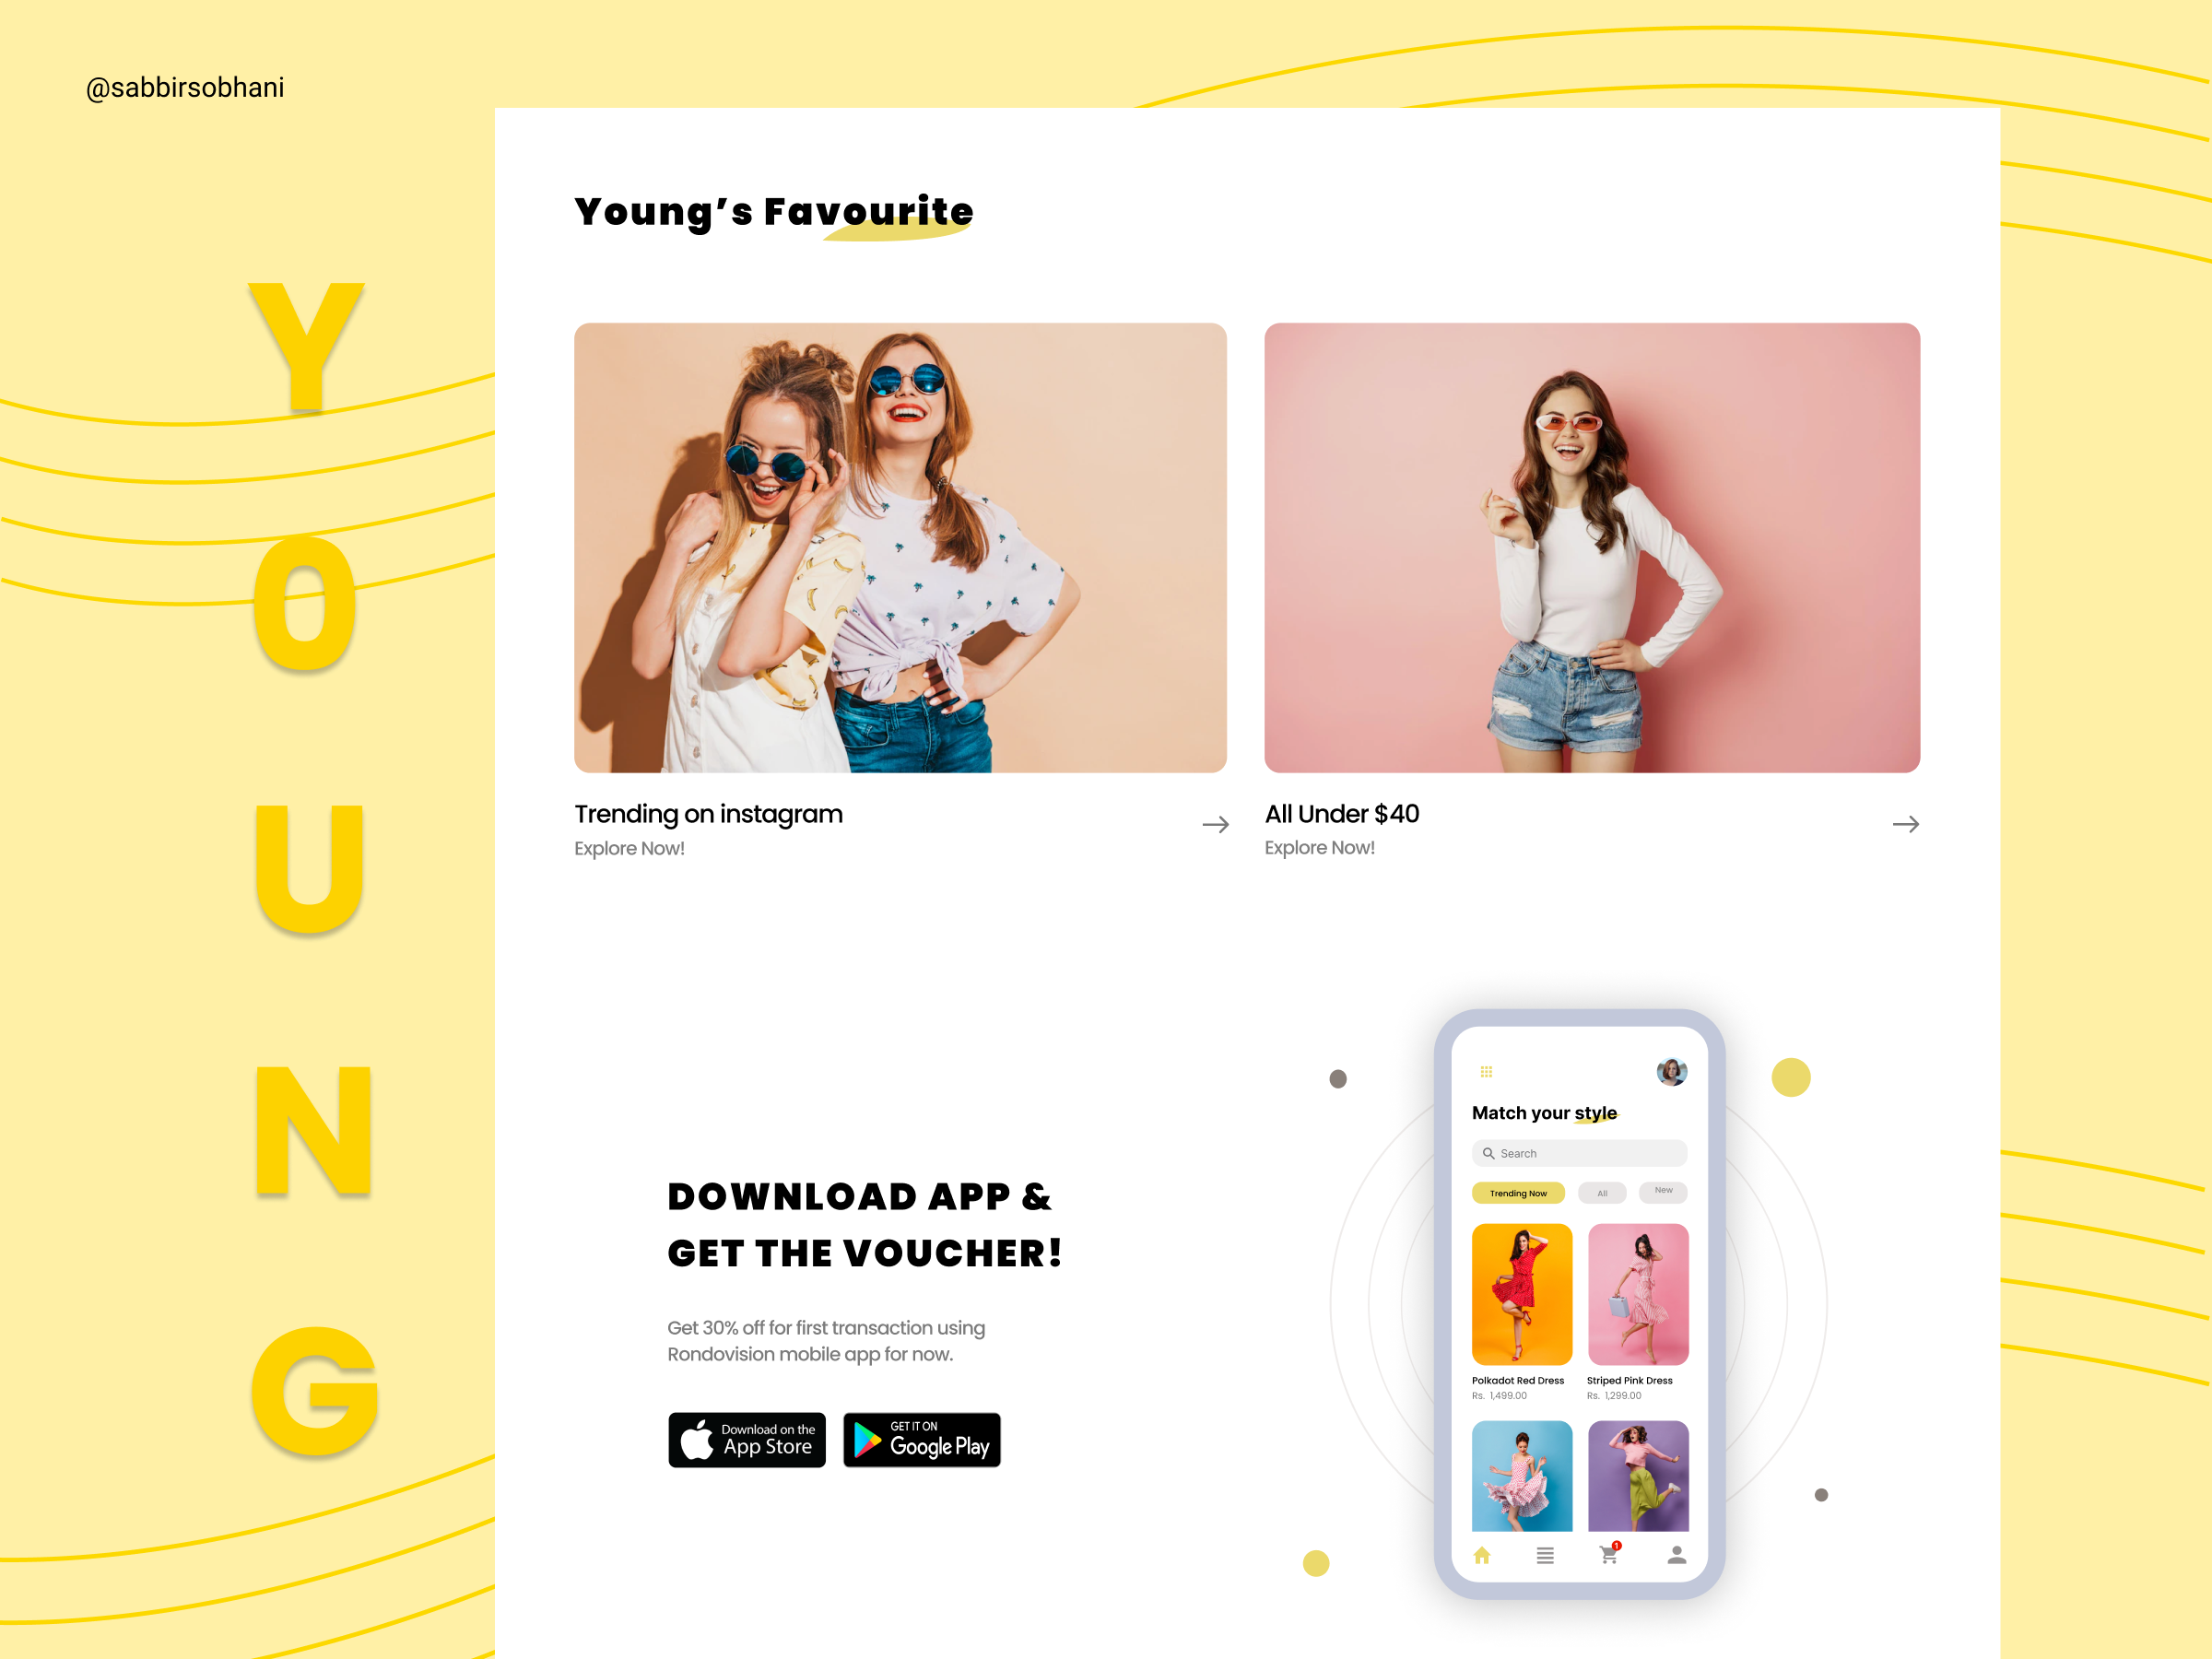 @sabbirsobhani
Y
O
U
N
G
Young’s Favourite
Trending on instagram
Explore Now!
All Under $40
Explore Now!
DOWNLOAD APP &
GET THE VOUCHER!
Get 30% off for first transaction using
Rondovision mobile app for now.
Download on the
App Store
GET IT ON
Google Play
Match your style
Search
Trending Now
All
New
Polkadot Red Dress
Rs. 1,499.00
Striped Pink Dress
Rs. 1,299.00
1